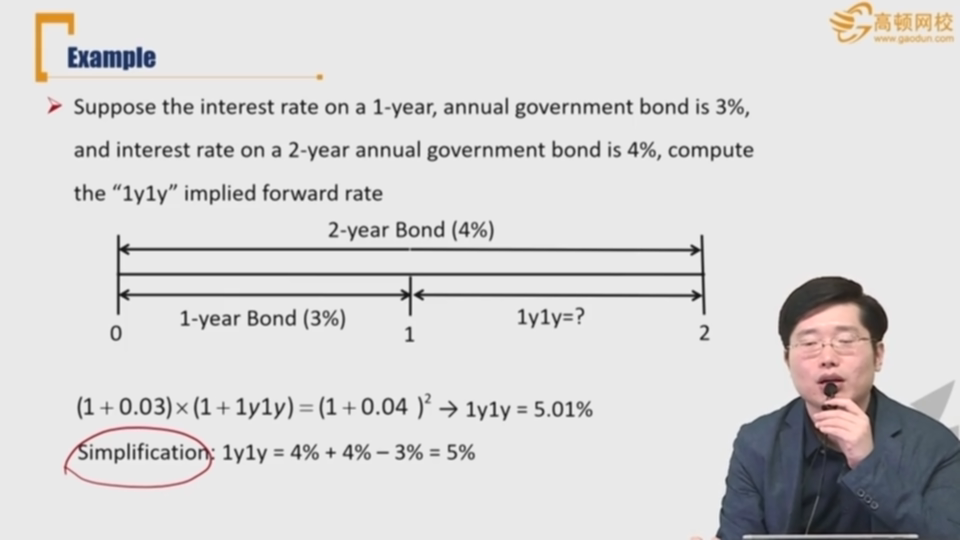 高顿网校
www.gaodun.com
Example
Suppose the interest rate on a 1-year, annual government bond is 3%,
and interest rate on a 2-year annual government bond is 4%, compute
the “1y1y” implied forward rate
2-year Bond (4%)
1-year Bond (3%)
1y1y=?
0
1
2
(1+0.03)×(1+1y1y)=(1+0.04 )² → 1y1y = 5.01%
Simplification: 1y1y = 4% + 4% – 3% = 5%